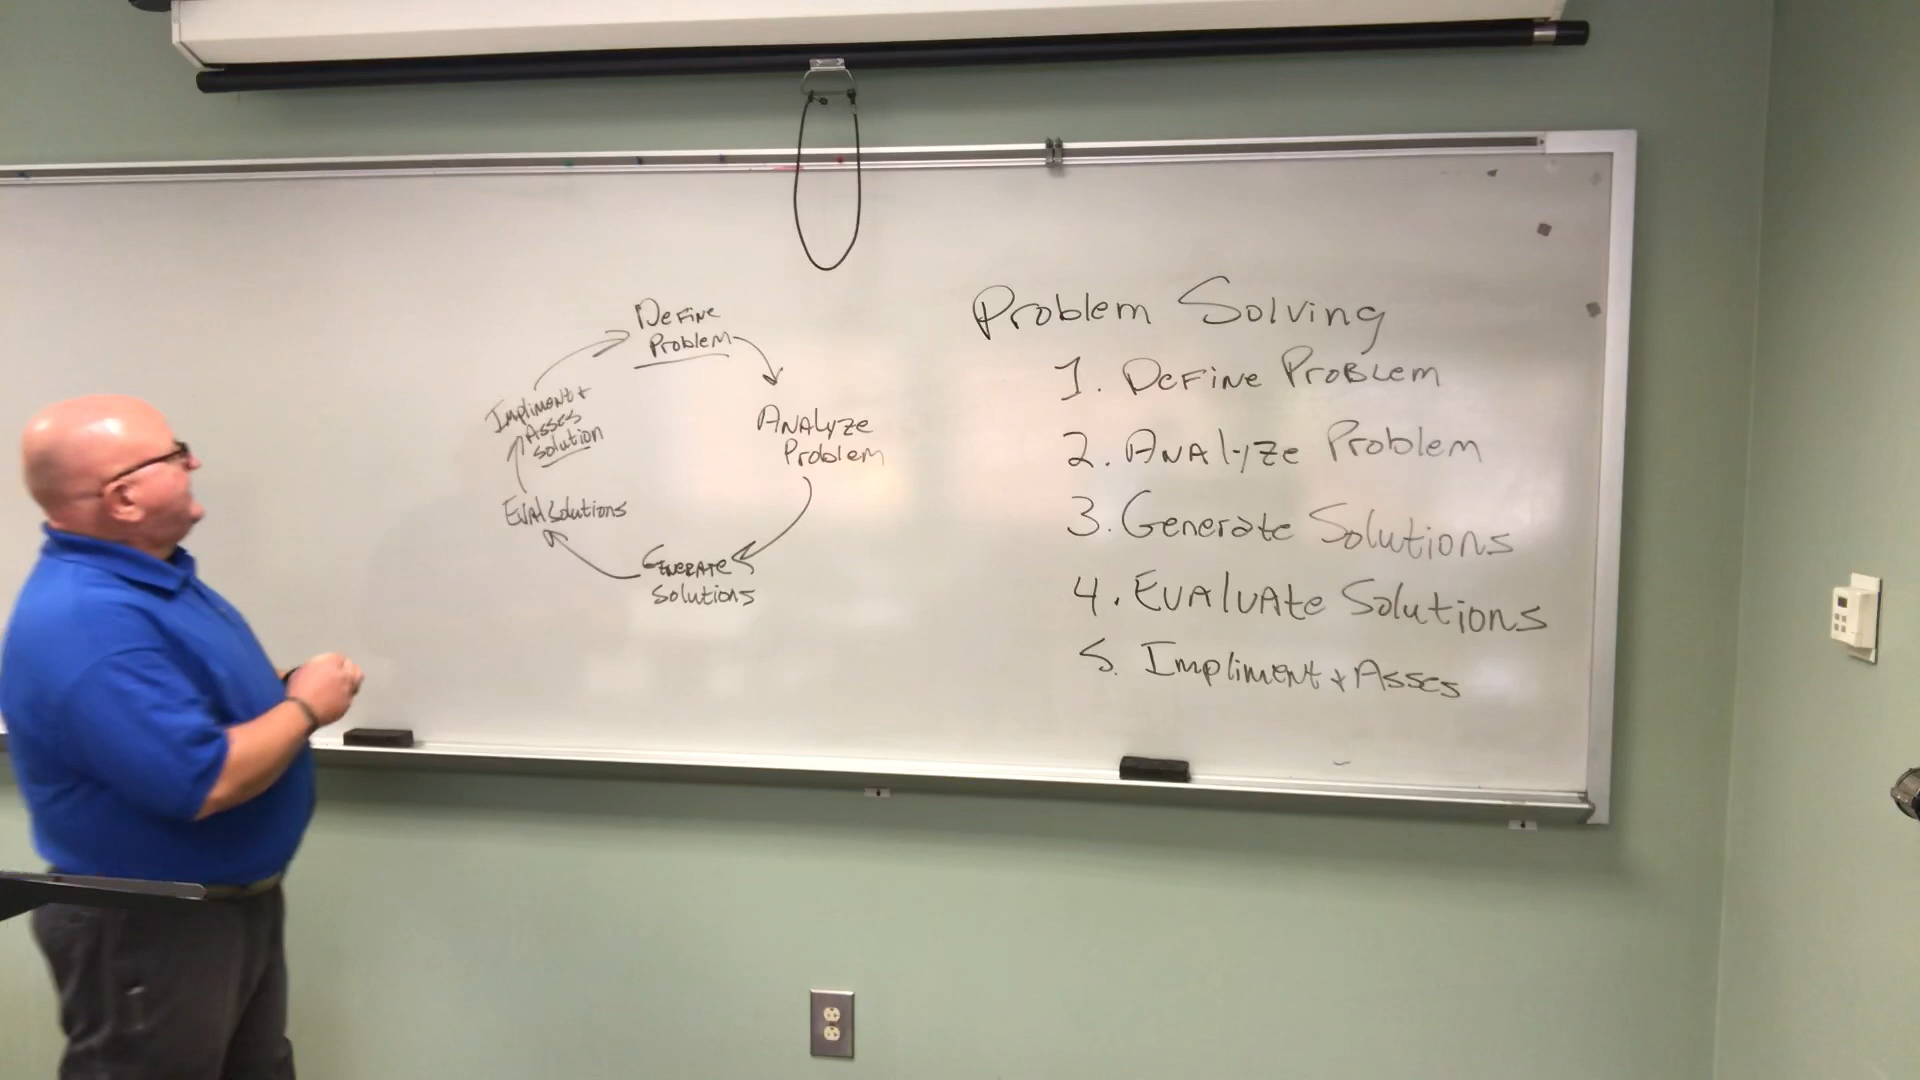 Define
Problem
Analyze
Problem
Generate
Solutions
Eval Solutions
Impliment +
Asses
Solution
Problem Solving
1. Define Problem
2. Analyze Problem
3. Generate Solutions
4. Evaluate Solutions
5. Impliment + Asses